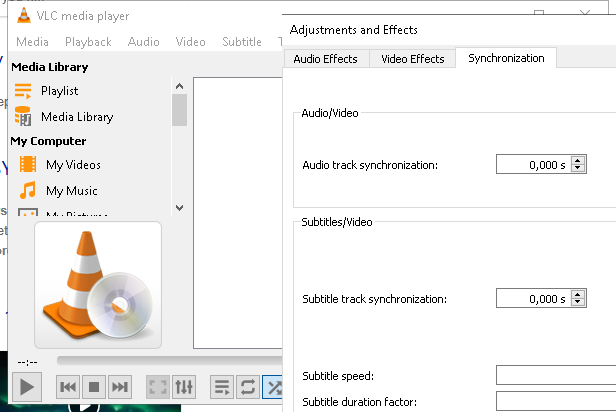 VLC media player
Media Playback Audio Video Subtitle
Media Library
Playlist
Media Library
My Computer
My Videos
My Music
My Pictures
--:--
Adjustments and Effects
Audio Effects Video Effects Synchronization
Audio/Video
Audio track synchronization: 0,000 s
Subtitles/Video
Subtitle track synchronization: 0,000 s
Subtitle speed:
Subtitle duration factor: